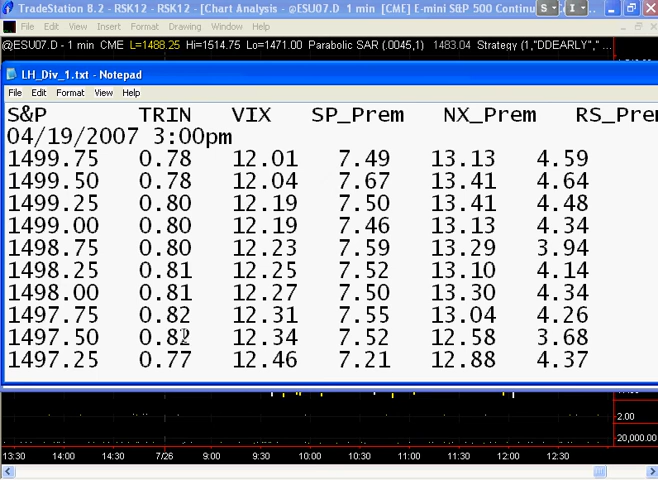 TradeStation 8.2 - RSK12 - RSK12 - [Chart Analysis - @ESU07.D 1 min [CME] E-mini S&P 500 Continu... S I
File Edit View Insert Format Drawing Window Help
@ESU07.D - 1 min CME L=1488.25 Hi=1514.75 Lo=1471.00 Parabolic SAR (.0045,1) 1483.04 Strategy (1,"DDEARLY"," ...
LH_Div_1.txt - Notepad
File Edit Format View Help
S&P TRIN VIX SP_Prem NX_Prem RS_Prem
04/19/2007 3:00pm
1499.75 0.78 12.01 7.49 13.13 4.59
1499.50 0.78 12.04 7.67 13.41 4.64
1499.25 0.80 12.19 7.50 13.41 4.48
1499.00 0.80 12.19 7.46 13.13 4.34
1498.75 0.80 12.23 7.59 13.29 3.94
1498.25 0.81 12.25 7.52 13.10 4.14
1498.00 0.81 12.27 7.50 13.30 4.34
1497.75 0.82 12.31 7.55 13.04 4.26
1497.50 0.82 12.34 7.52 12.58 3.68
1497.25 0.77 12.46 7.21 12.88 4.37
2.00
20,000.00
13:30 14:00 14:30 7/26 9:00 9:30 10:00 10:30 11:00 11:30 12:00 12:30